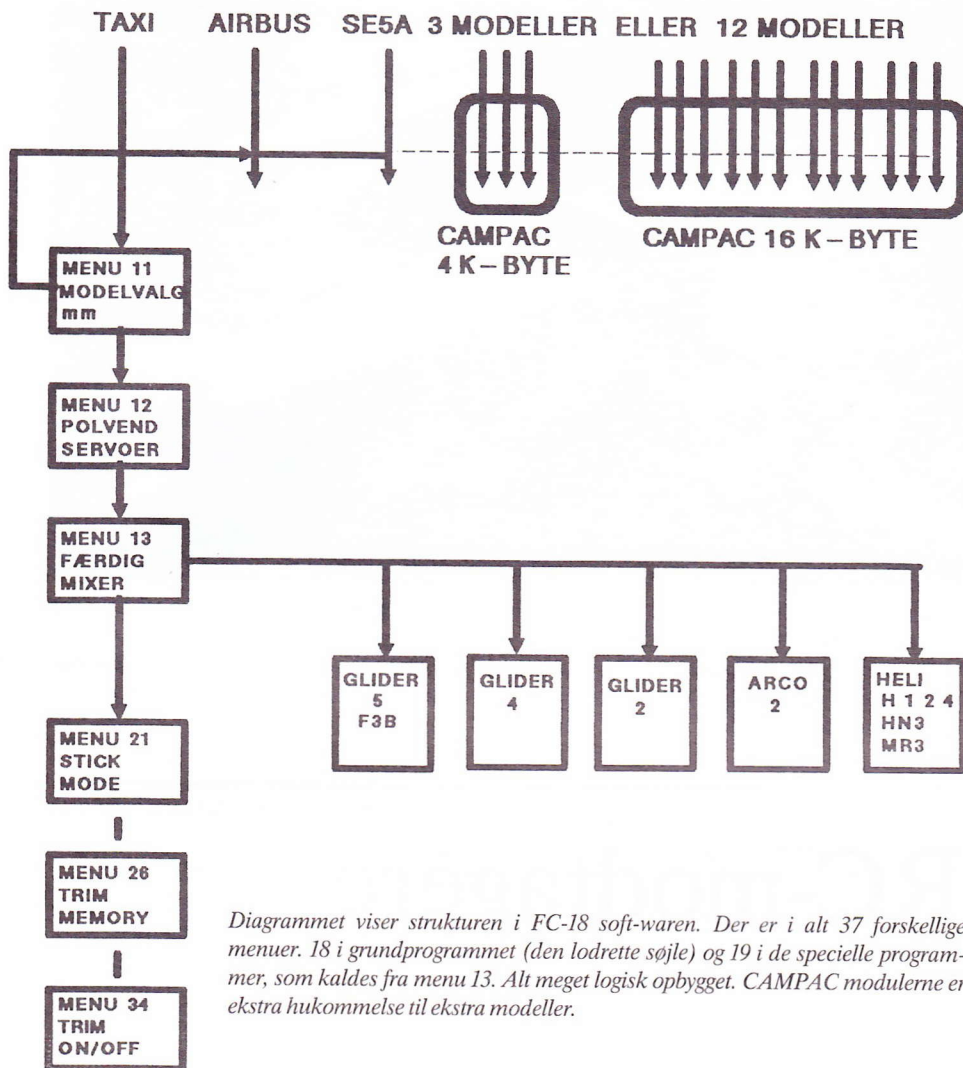 TAXI AIRBUS SE5A 3 MODELLER ELLER 12 MODELLER
CAMPAC
4 K–BYTE
CAMPAC 16 K–BYTE
MENU 11
MODELVALG
mm
MENU 12
POLVEND
SERVOER
MENU 13
FÆRDIG
MIXER
GLIDER
5
F3B
GLIDER
4
GLIDER
2
ARCO
2
HELI
H 1 2 4
HN3
MR3
MENU 21
STICK
MODE
MENU 26
TRIM
MEMORY
MENU 34
TRIM
ON/OFF
Diagrammet viser strukturen i FC-18 soft-waren. Der er i alt 37 forskellige
menuer. 18 i grundprogrammet (den lodrette søjle) og 19 i de specielle program-
mer, som kaldes fra menu 13. Alt meget logisk opbygget. CAMPAC modulerne er
ekstra hukommelse til ekstra modeller.